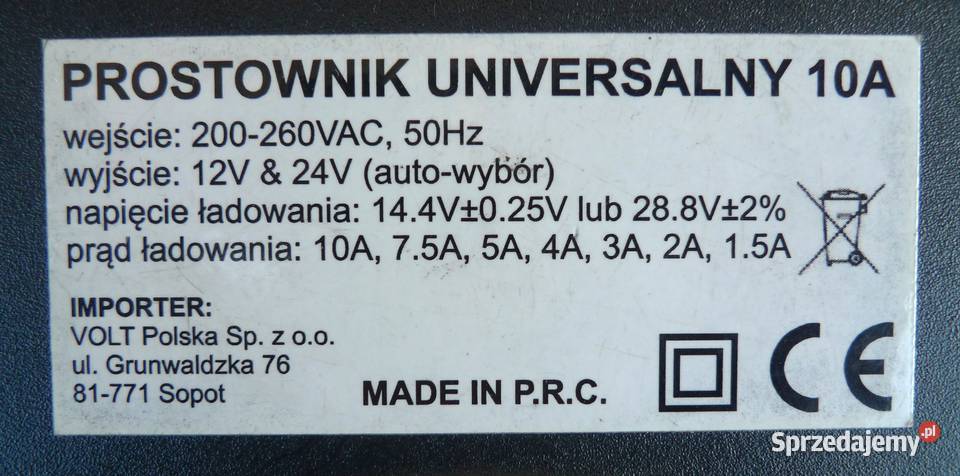 PROSTOWNIK UNIWERSALNY 10A
wejście: 200-260VAC, 50Hz
wyjście: 12V & 24V (auto-wybór)
napięcie ładowania: 14.4V±0.25V lub 28.8V±2%
prąd ładowania: 10A, 7.5A, 5A, 4A, 3A, 2A, 1.5A
IMPORTER:
VOLT Polska Sp. z o.o.
ul. Grunwaldzka 76
81-771 Sopot
MADE IN P.R.C.
CE
Sprzedajemy.pl